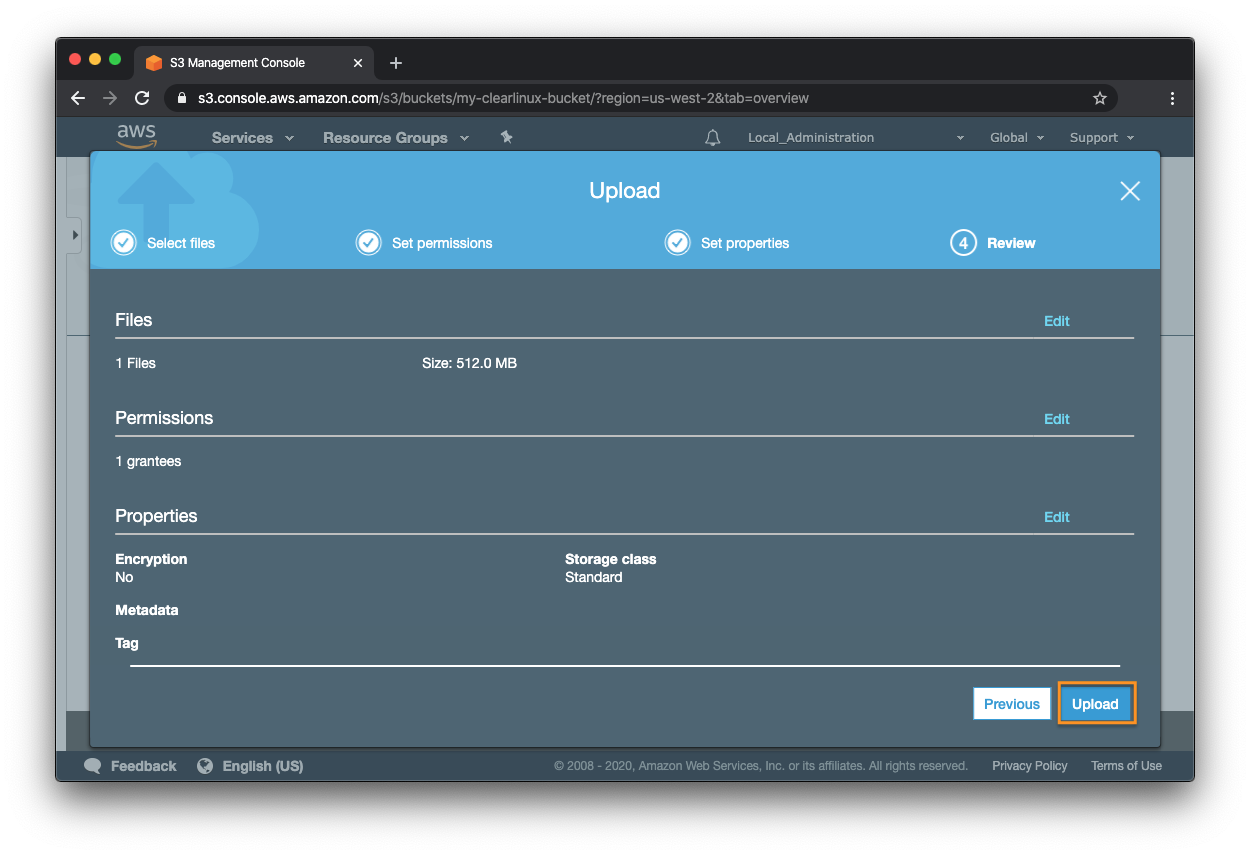 S3 Management Console
s3.console.aws.amazon.com/s3/buckets/my-clearlinux-bucket/?region=us-west-2&tab=overview
aws Services Resource Groups Local_Administration Global Support
Upload
Select files Set permissions Set properties 4 Review
Files Edit
1 Files Size: 512.0 MB
Permissions Edit
1 grantees
Properties Edit
Encryption Storage class
No Standard
Metadata
Tag
Previous Upload
Feedback English (US) © 2008 - 2020, Amazon Web Services, Inc. or its affiliates. All rights reserved. Privacy Policy Terms of Use